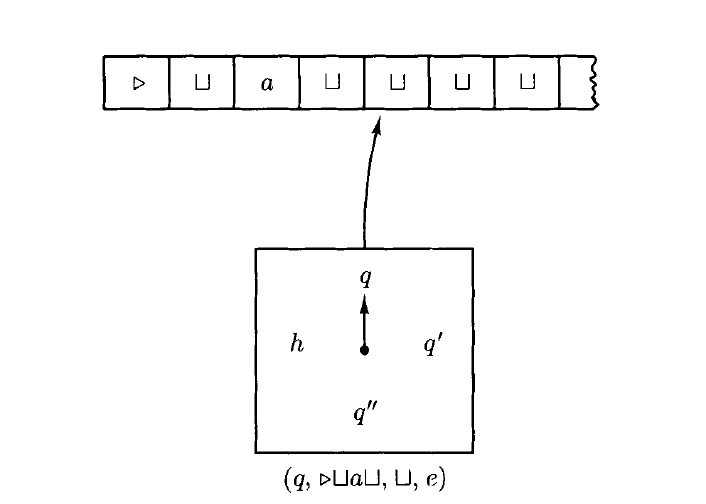 ▷ ⊔ a ⊔ ⊔ ⊔ ⊔
q
h q′
q″
(q, ▷⊔a⊔, ⊔, e)